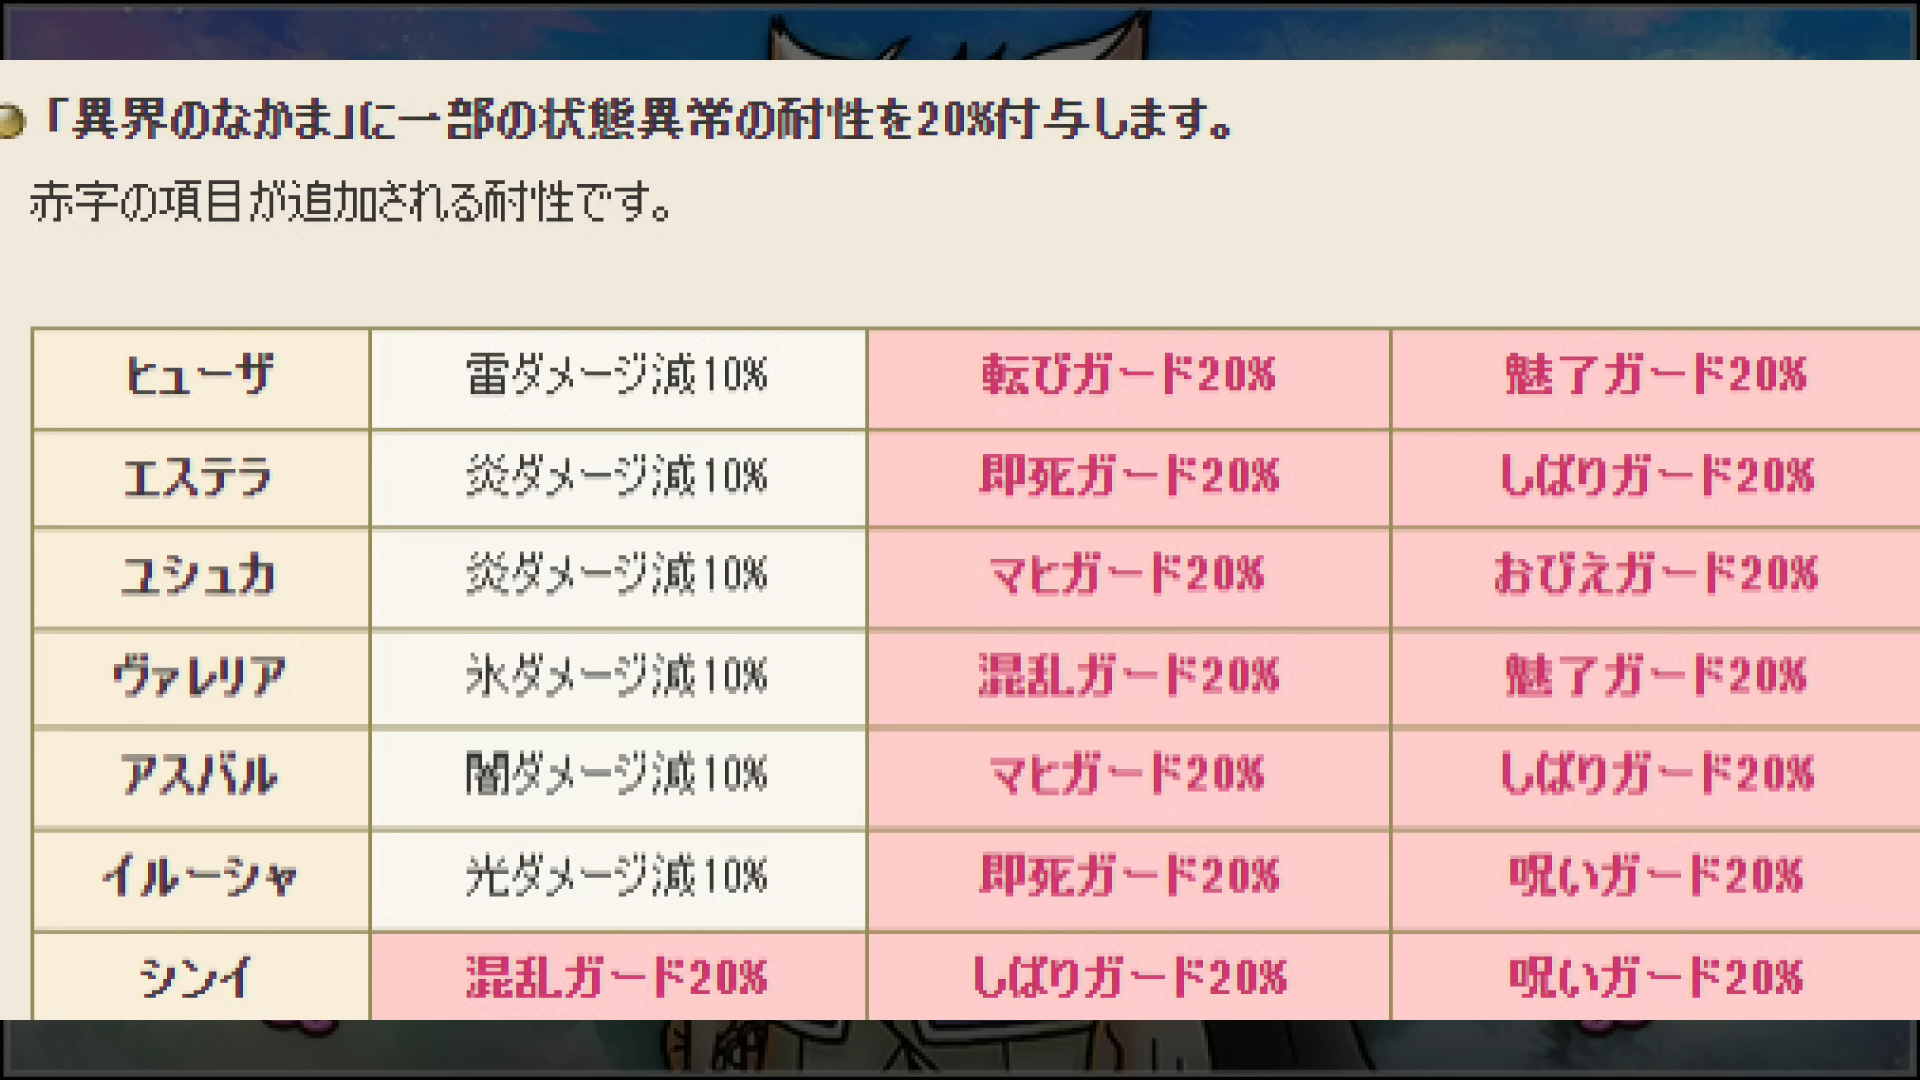 「異界のなかま」に一部の状態異常の耐性を20%付与します。
赤字の項目が追加される耐性です。
ヒューザ 雷ダメージ減10% 転びガード20% 魅了ガード20%
エステラ 炎ダメージ減10% 即死ガード20% しばりガード20%
ユシュカ 炎ダメージ減10% マヒガード20% おびえガード20%
ヴァレリア 氷ダメージ減10% 混乱ガード20% 魅了ガード20%
アスバル 闇ダメージ減10% マヒガード20% しばりガード20%
イルーシャ 光ダメージ減10% 即死ガード20% 呪いガード20%
シンイ 混乱ガード20% しばりガード20% 呪いガード20%